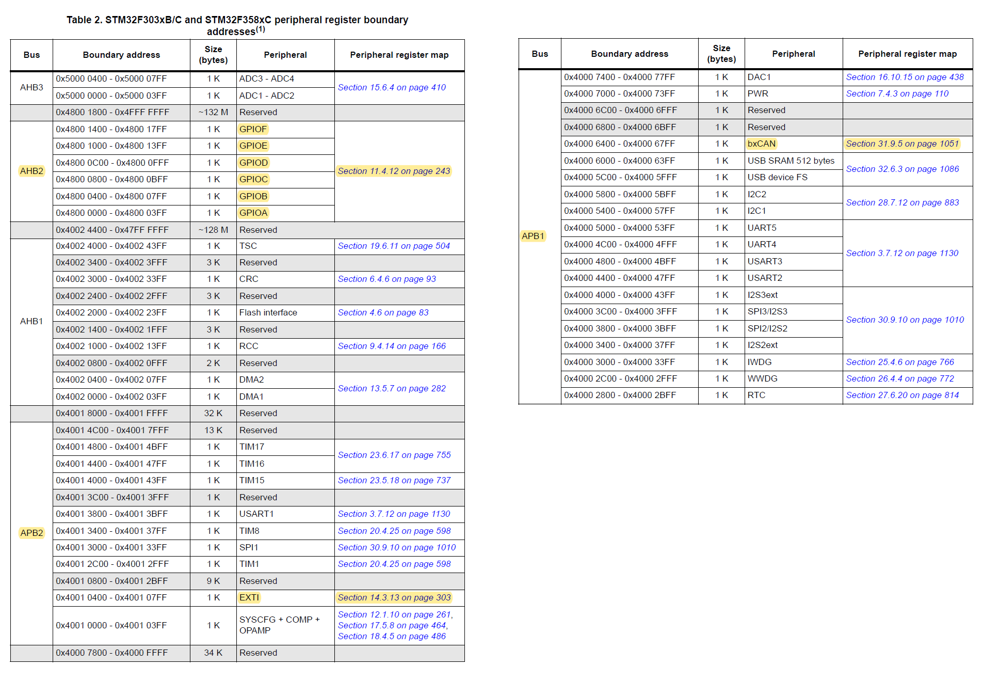 Table 2. STM32F303xB/C and STM32F358xC peripheral register boundary
addresses(1)
Bus Boundary address Size (bytes) Peripheral Peripheral register map
AHB3
0x5000 0400 - 0x5000 07FF 1 K ADC3 - ADC4 Section 15.6.4 on page 410
0x5000 0000 - 0x5000 03FF 1 K ADC1 - ADC2
0x4800 1800 - 0x4FFF FFFF ~132 M Reserved
AHB2
0x4800 1400 - 0x4800 17FF 1 K GPIOF Section 11.4.12 on page 243
0x4800 1000 - 0x4800 13FF 1 K GPIOE
0x4800 0C00 - 0x4800 0FFF 1 K GPIOD
0x4800 0800 - 0x4800 0BFF 1 K GPIOC
0x4800 0400 - 0x4800 07FF 1 K GPIOB
0x4800 0000 - 0x4800 03FF 1 K GPIOA
0x4002 4400 - 0x47FF FFFF ~128 M Reserved
AHB1
0x4002 4000 - 0x4002 43FF 1 K TSC Section 19.6.11 on page 504
0x4002 3400 - 0x4002 3FFF 3 K Reserved
0x4002 3000 - 0x4002 33FF 1 K CRC Section 6.4.6 on page 93
0x4002 2400 - 0x4002 2FFF 3 K Reserved
0x4002 2000 - 0x4002 23FF 1 K Flash interface Section 4.6 on page 83
0x4002 1400 - 0x4002 1FFF 3 K Reserved
0x4002 1000 - 0x4002 13FF 1 K RCC Section 9.4.14 on page 166
0x4002 0800 - 0x4002 0FFF 2 K Reserved
0x4002 0400 - 0x4002 07FF 1 K DMA2 Section 13.5.7 on page 282
0x4002 0000 - 0x4002 03FF 1 K DMA1
0x4001 8000 - 0x4001 FFFF 32 K Reserved
APB2
0x4001 4C00 - 0x4001 7FFF 13 K Reserved
0x4001 4800 - 0x4001 4BFF 1 K TIM17 Section 23.6.17 on page 755
0x4001 4400 - 0x4001 47FF 1 K TIM16
0x4001 4000 - 0x4001 43FF 1 K TIM15 Section 23.5.18 on page 737
0x4001 3C00 - 0x4001 3FFF 1 K Reserved
0x4001 3800 - 0x4001 3BFF 1 K USART1 Section 3.7.12 on page 1130
0x4001 3400 - 0x4001 37FF 1 K TIM8 Section 20.4.25 on page 598
0x4001 3000 - 0x4001 33FF 1 K SPI1 Section 30.9.10 on page 1010
0x4001 2C00 - 0x4001 2FFF 1 K TIM1 Section 20.4.25 on page 598
0x4001 0800 - 0x4001 2BFF 9 K Reserved
0x4001 0400 - 0x4001 07FF 1 K EXTI Section 14.3.13 on page 303
0x4001 0000 - 0x4001 03FF 1 K SYSCFG + COMP + OPAMP Section 12.1.10 on page 261,
Section 17.5.8 on page 464,
Section 18.4.5 on page 486
0x4000 7800 - 0x4000 FFFF 34 K Reserved
Bus Boundary address Size (bytes) Peripheral Peripheral register map
APB1
0x4000 7400 - 0x4000 77FF 1 K DAC1 Section 16.10.15 on page 438
0x4000 7000 - 0x4000 73FF 1 K PWR Section 7.4.3 on page 110
0x4000 6C00 - 0x4000 6FFF 1 K Reserved
0x4000 6800 - 0x4000 6BFF 1 K Reserved
0x4000 6400 - 0x4000 67FF 1 K bxCAN Section 31.9.5 on page 1051
0x4000 6000 - 0x4000 63FF 1 K USB SRAM 512 bytes Section 32.6.3 on page 1086
0x4000 5C00 - 0x4000 5FFF 1 K USB device FS
0x4000 5800 - 0x4000 5BFF 1 K I2C2 Section 28.7.12 on page 883
0x4000 5400 - 0x4000 57FF 1 K I2C1
0x4000 5000 - 0x4000 53FF 1 K UART5 Section 3.7.12 on page 1130
0x4000 4C00 - 0x4000 4FFF 1 K UART4
0x4000 4800 - 0x4000 4BFF 1 K USART3
0x4000 4400 - 0x4000 47FF 1 K USART2
0x4000 4000 - 0x4000 43FF 1 K I2S3ext Section 30.9.10 on page 1010
0x4000 3C00 - 0x4000 3FFF 1 K SPI3/I2S3
0x4000 3800 - 0x4000 3BFF 1 K SPI2/I2S2
0x4000 3400 - 0x4000 37FF 1 K I2S2ext
0x4000 3000 - 0x4000 33FF 1 K IWDG Section 25.4.6 on page 766
0x4000 2C00 - 0x4000 2FFF 1 K WWDG Section 26.4.4 on page 772
0x4000 2800 - 0x4000 2BFF 1 K RTC Section 27.6.20 on page 814